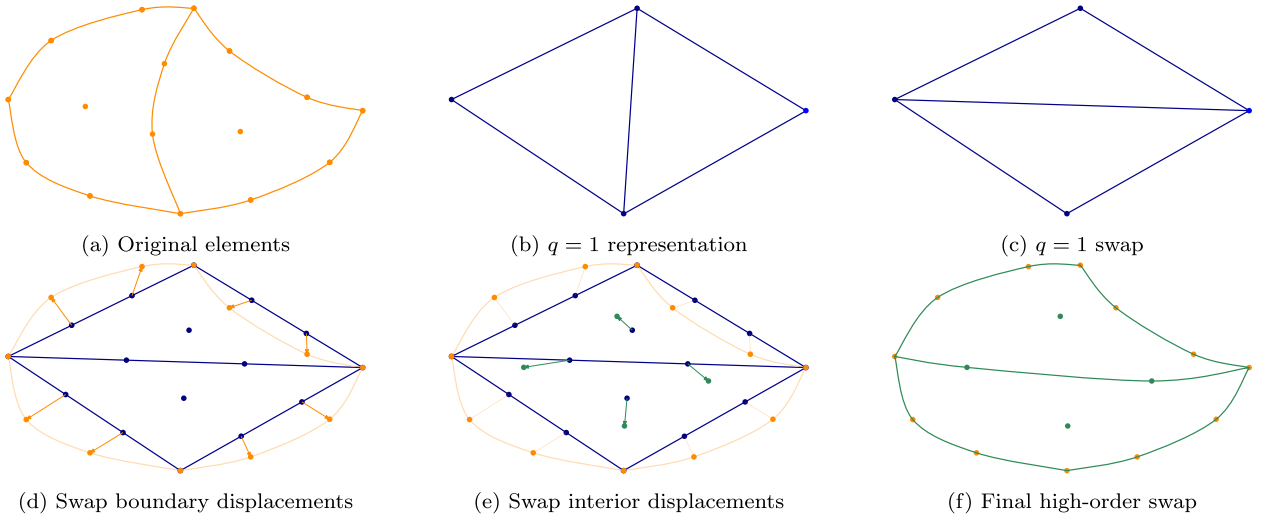 (a) Original elements
(b) q = 1 representation
(c) q = 1 swap
(d) Swap boundary displacements
(e) Swap interior displacements
(f) Final high-order swap